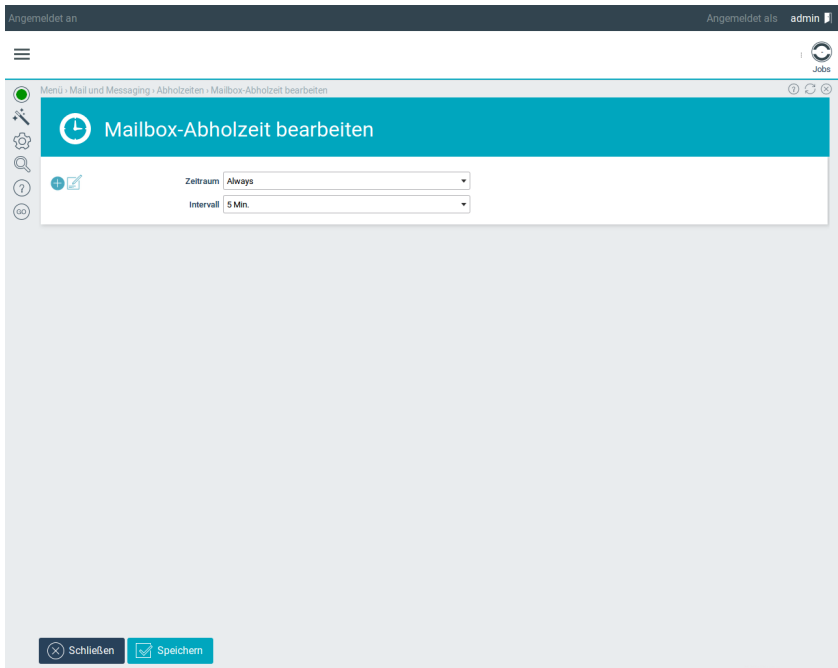 Angemeldet an
Angemeldet als admin
Jobs
Menü › Mail und Messaging › Abholzeiten › Mailbox-Abholzeit bearbeiten
?
Mailbox-Abholzeit bearbeiten
Zeitraum Always
?
Intervall 5 Min.
GO
Schließen Speichern